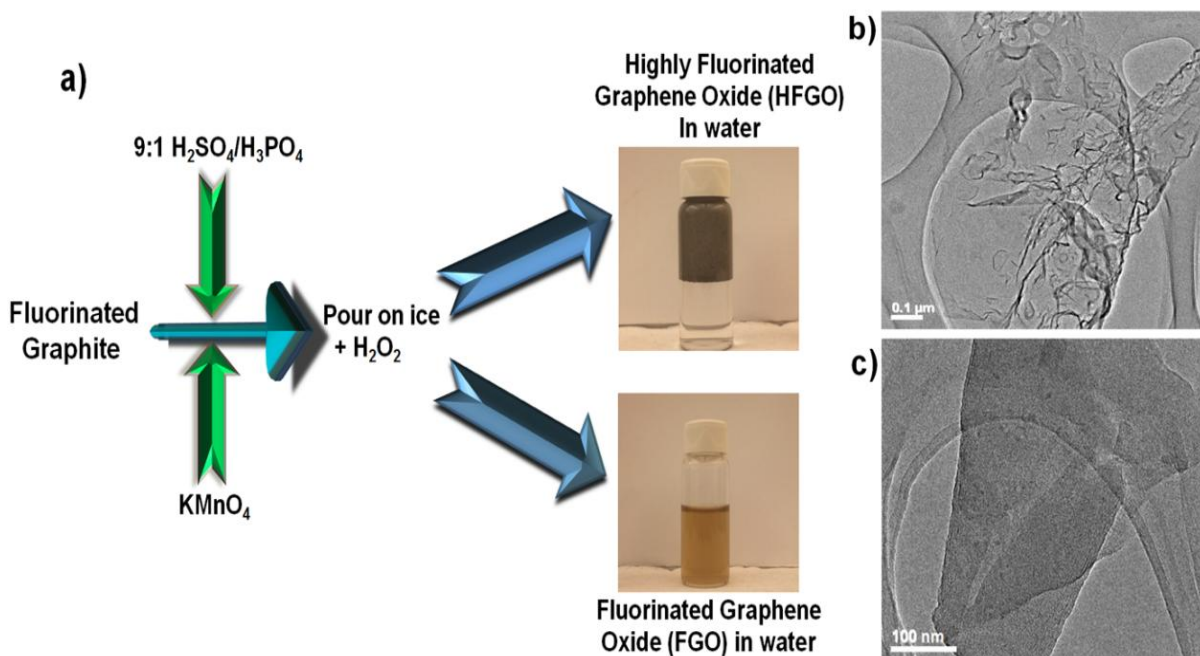 a)
9:1 H₂SO₄/H₃PO₄
Fluorinated
Graphite
KMnO₄
Pour on ice
+ H₂O₂
Highly Fluorinated
Graphene Oxide (HFGO)
In water
Fluorinated Graphene
Oxide (FGO) in water
b)
0.1 µm
c)
100 nm